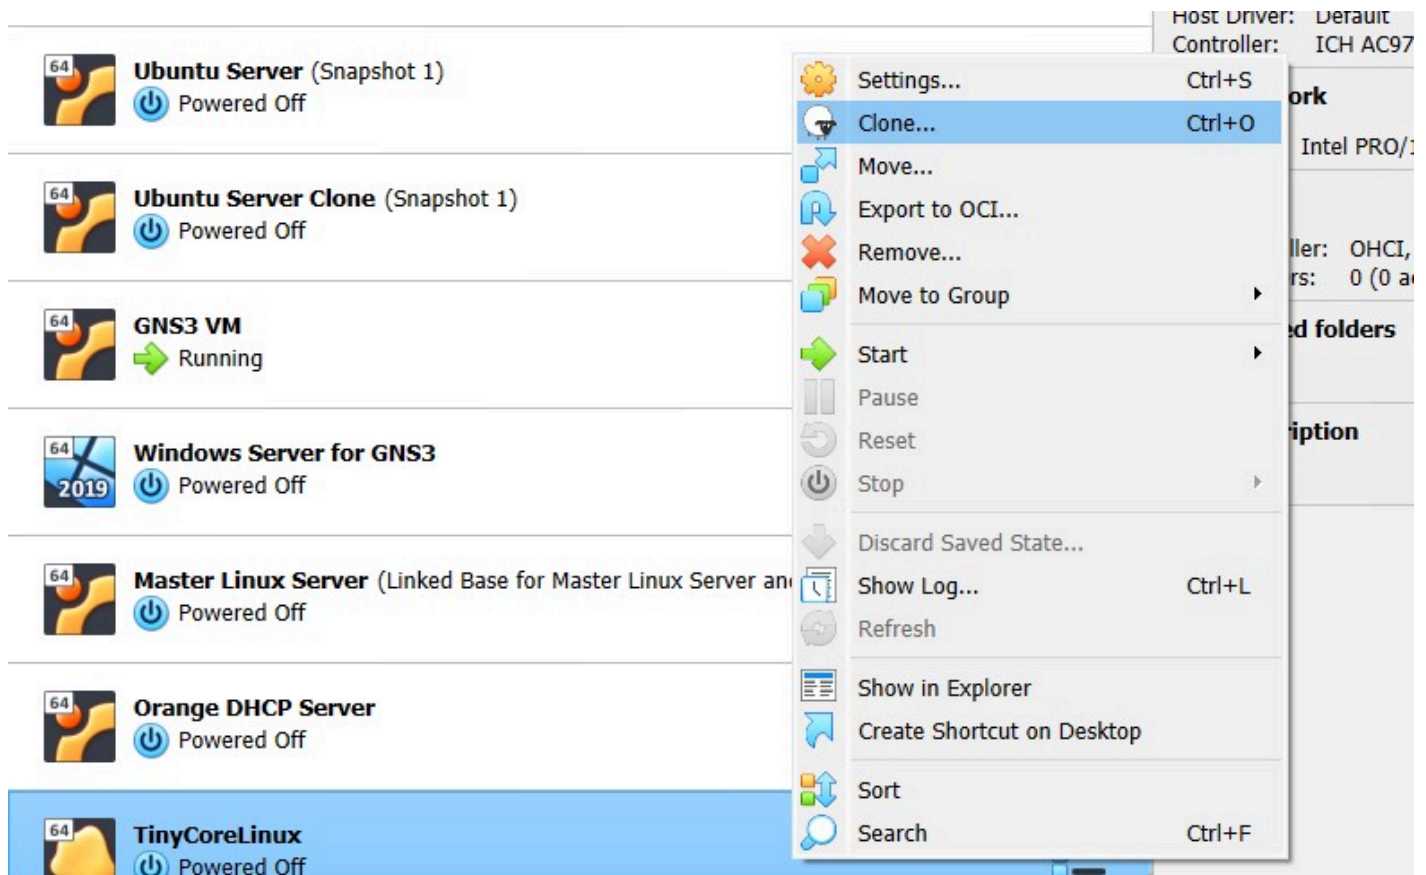 64
Ubuntu Server (Snapshot 1)
Powered Off
64
Ubuntu Server Clone (Snapshot 1)
Powered Off
64
GNS3 VM
Running
64
2019
Windows Server for GNS3
Powered Off
64
Master Linux Server (Linked Base for Master Linux Server and
Powered Off
64
Orange DHCP Server
Powered Off
64
TinyCoreLinux
Powered Off
Settings... Ctrl+S
Clone... Ctrl+O
Move...
Export to OCI...
Remove...
Move to Group
Start
Pause
Reset
Stop
Discard Saved State...
Show Log... Ctrl+L
Refresh
Show in Explorer
Create Shortcut on Desktop
Sort
Search Ctrl+F
Host Driver: Default
Controller: ICH AC97
ork
Intel PRO/1
ller: OHCI,
rs: 0 (0 ac
ed folders
ription